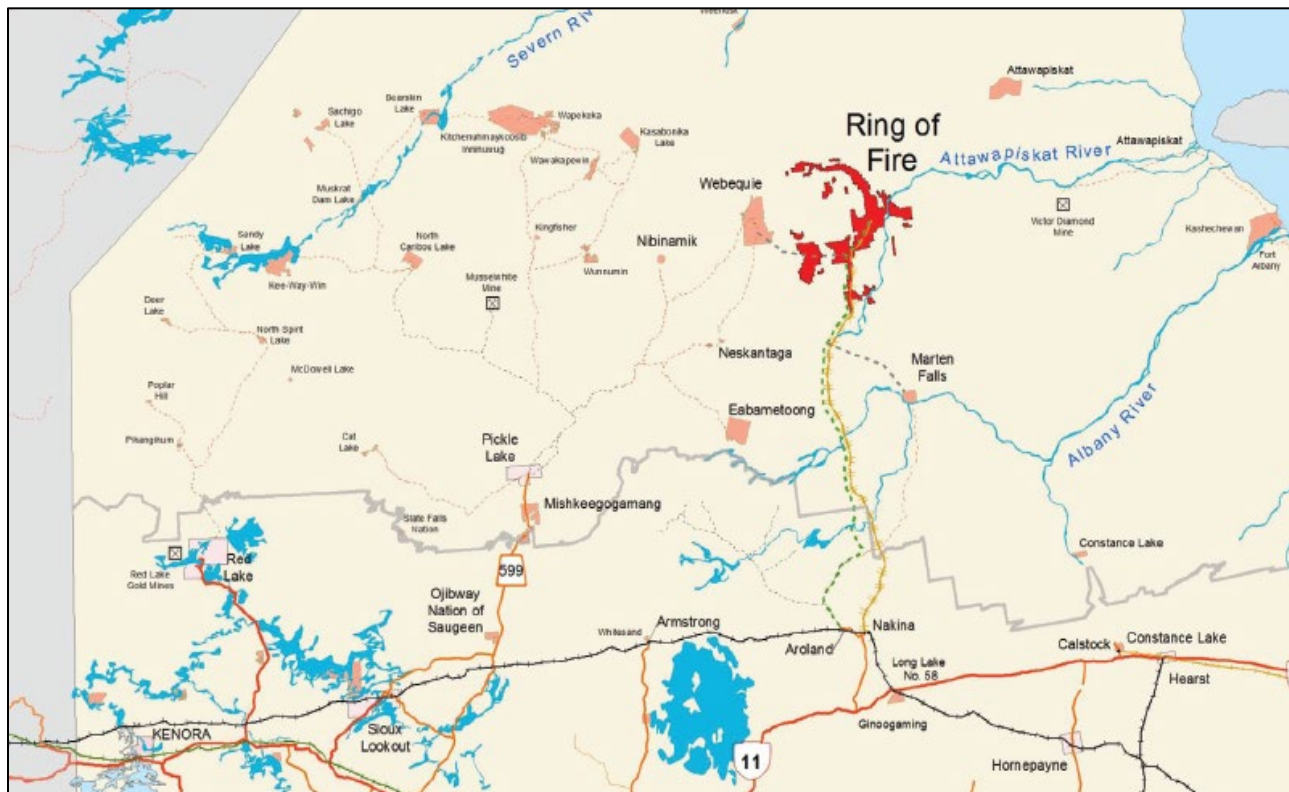 Severn Riv
Attawapiskat
Bearskin
Lake
Sachigo
Lake
Wapekeka
Kitchenuhmaykoosib
Inninuwug
Kasabonika
Lake
Wawakapewin
Ring of
Fire
Attawapiskat
Attawapiskat River
Muskrat
Dam Lake
Webequie
Victor Diamond
Mine
Kashechewan
Fort
Albany
Sandy
Lake
North
Caribou Lake
Kingfisher
Nibinamik
Wunnumin
Kee-Way-Win
Musselwhite
Mine
Deer
Lake
North Spirit
Lake
Neskantaga
Marten
Falls
McDowell Lake
Poplar
Hill
Eabametoong
Albany River
Pikangikum
Cat
Lake
Pickle
Lake
Mishkeegogamang
Slate Falls
Nation
Constance Lake
Red Lake
Gold Mines
Red
Lake
599
Ojibway
Nation of
Saugeen
Whitesand
Armstrong
Nakina
Aroland
Calstock
Constance Lake
Long Lake
No. 58
Hearst
Ginoogaming
KENORA
Sioux
Lookout
11
Hornepayne